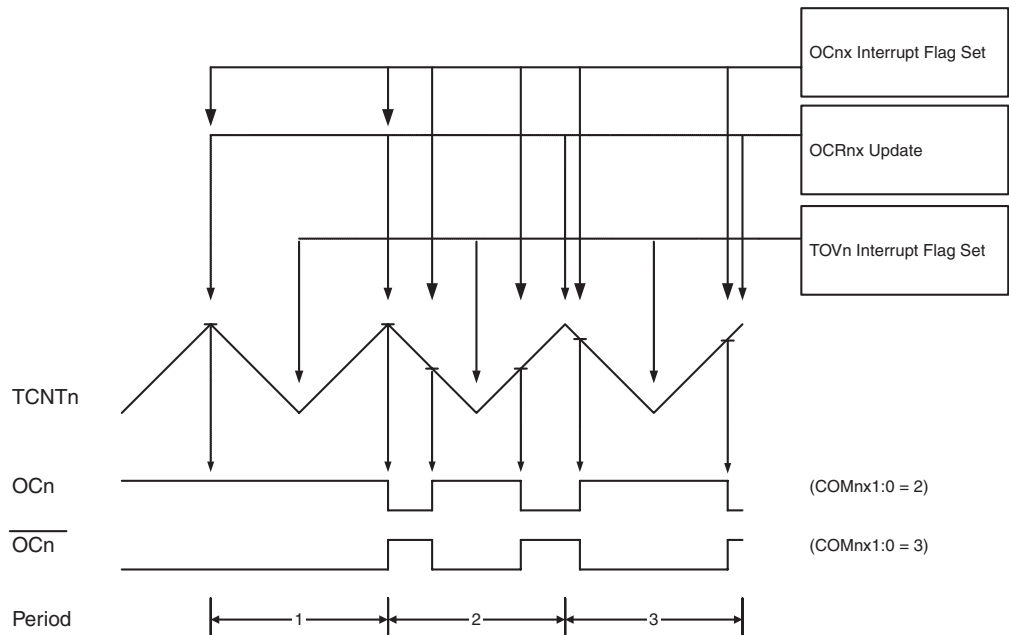 OCnx Interrupt Flag Set
OCRnx Update
TOVn Interrupt Flag Set
TCNTn
OCn
(COMnx1:0 = 2)
OCn
(COMnx1:0 = 3)
Period
1
2
3